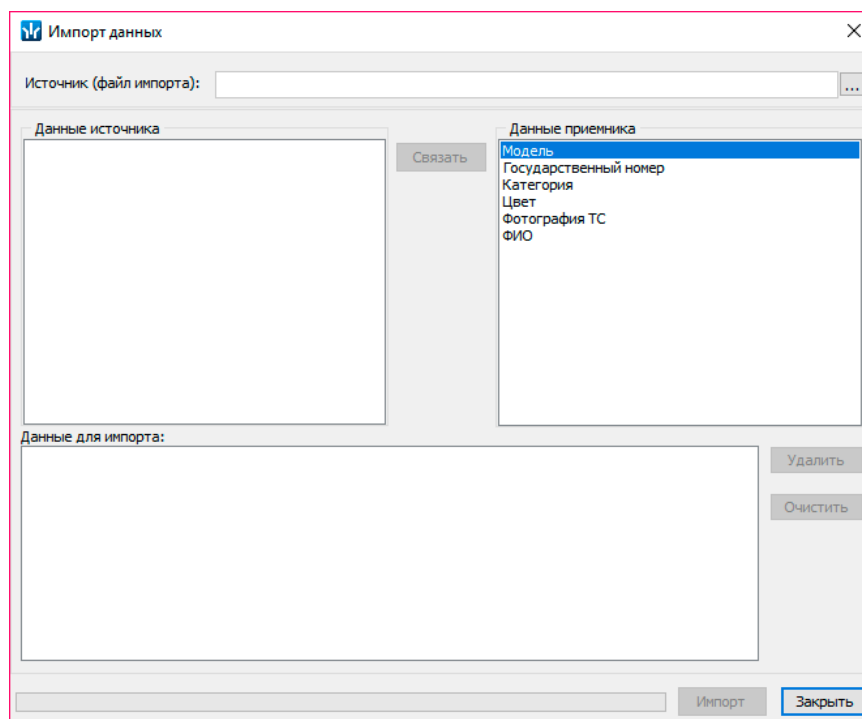 Импорт данных
Источник (файл импорта):
...
Данные источника
Связать
Данные приемника
Модель
Государственный номер
Категория
Цвет
Фотография ТС
ФИО
Данные для импорта:
Удалить
Очистить
Импорт
Закрыть